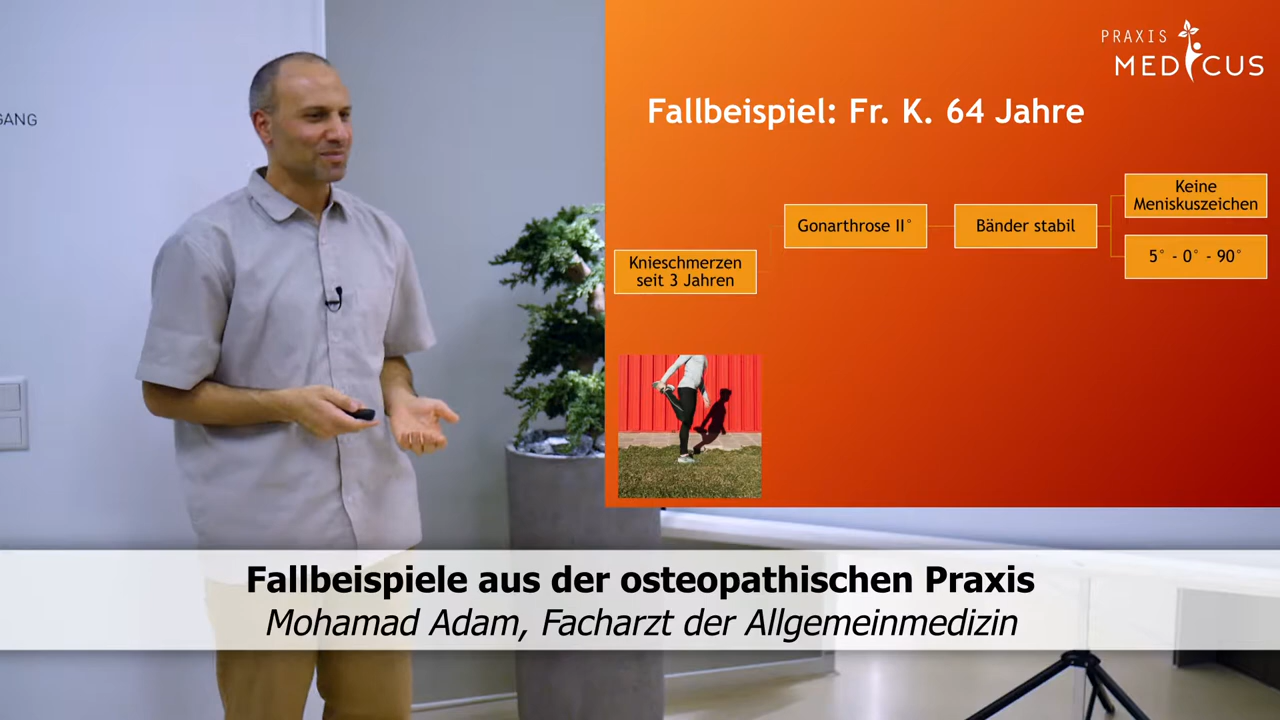 GANG
PRAXIS
MEDICUS
Fallbeispiel: Fr. K. 64 Jahre
Knieschmerzen
seit 3 Jahren
Gonarthrose II°
Bänder stabil
Keine
Meniskuszeichen
5° - 0° - 90°
Fallbeispiele aus der osteopathischen Praxis
Mohamad Adam, Facharzt der Allgemeinmedizin